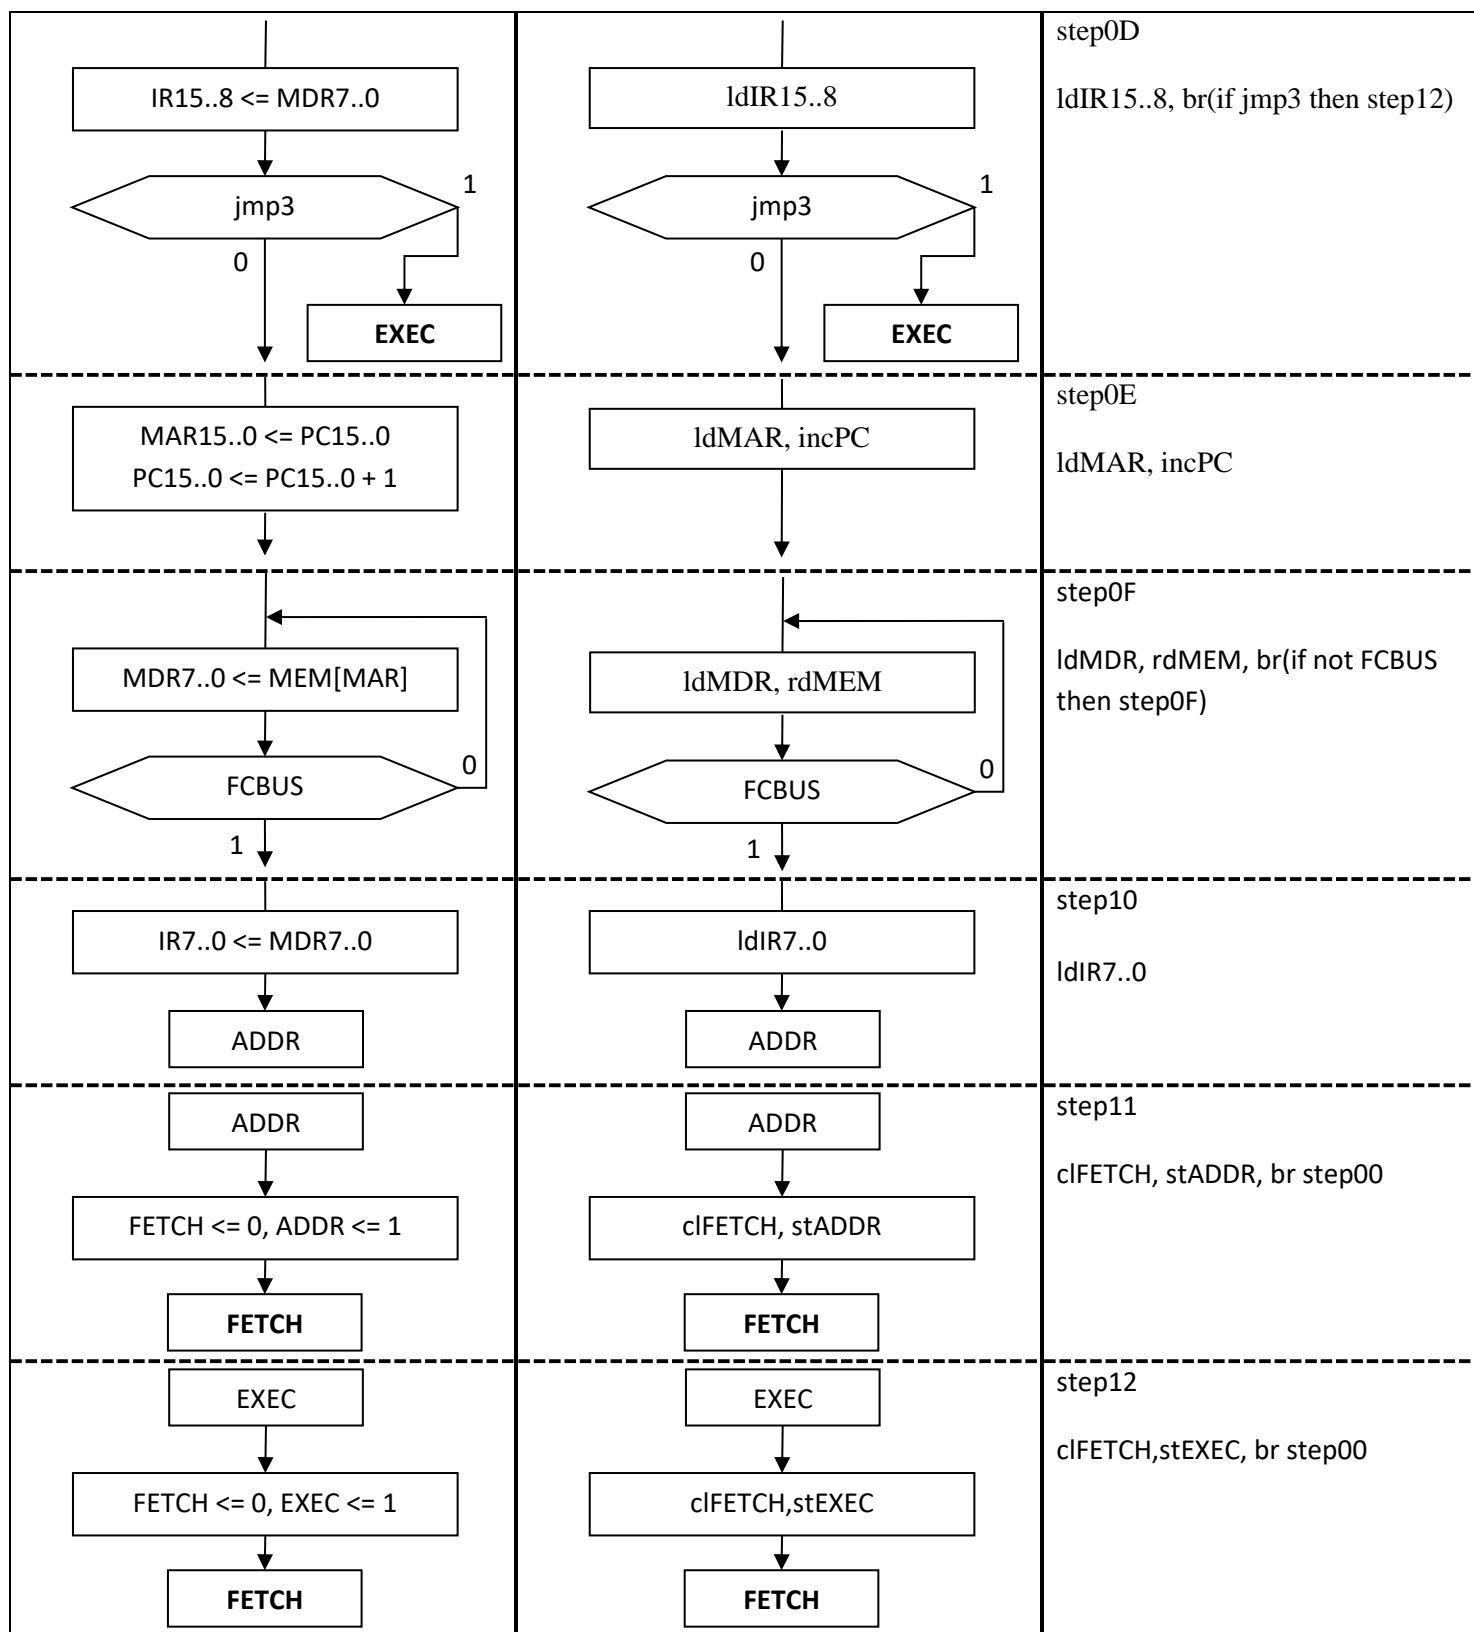 step0D
IR15..8 <= MDR7..0
ldIR15..8
ldIR15..8, br(if jmp3 then step12)
jmp3
1
0
EXEC
jmp3
1
0
EXEC
step0E
MAR15..0 <= PC15..0
PC15..0 <= PC15..0 + 1
ldMAR, incPC
ldMAR, incPC
step0F
MDR7..0 <= MEM[MAR]
ldMDR, rdMEM
ldMDR, rdMEM, br(if not FCBUS
then step0F)
FCBUS
0
1
FCBUS
0
1
step10
IR7..0 <= MDR7..0
ldIR7..0
ldIR7..0
ADDR
ADDR
step11
ADDR
ADDR
clFETCH, stADDR, br step00
FETCH <= 0, ADDR <= 1
clFETCH, stADDR
FETCH
FETCH
step12
EXEC
EXEC
clFETCH,stEXEC, br step00
FETCH <= 0, EXEC <= 1
clFETCH,stEXEC
FETCH
FETCH